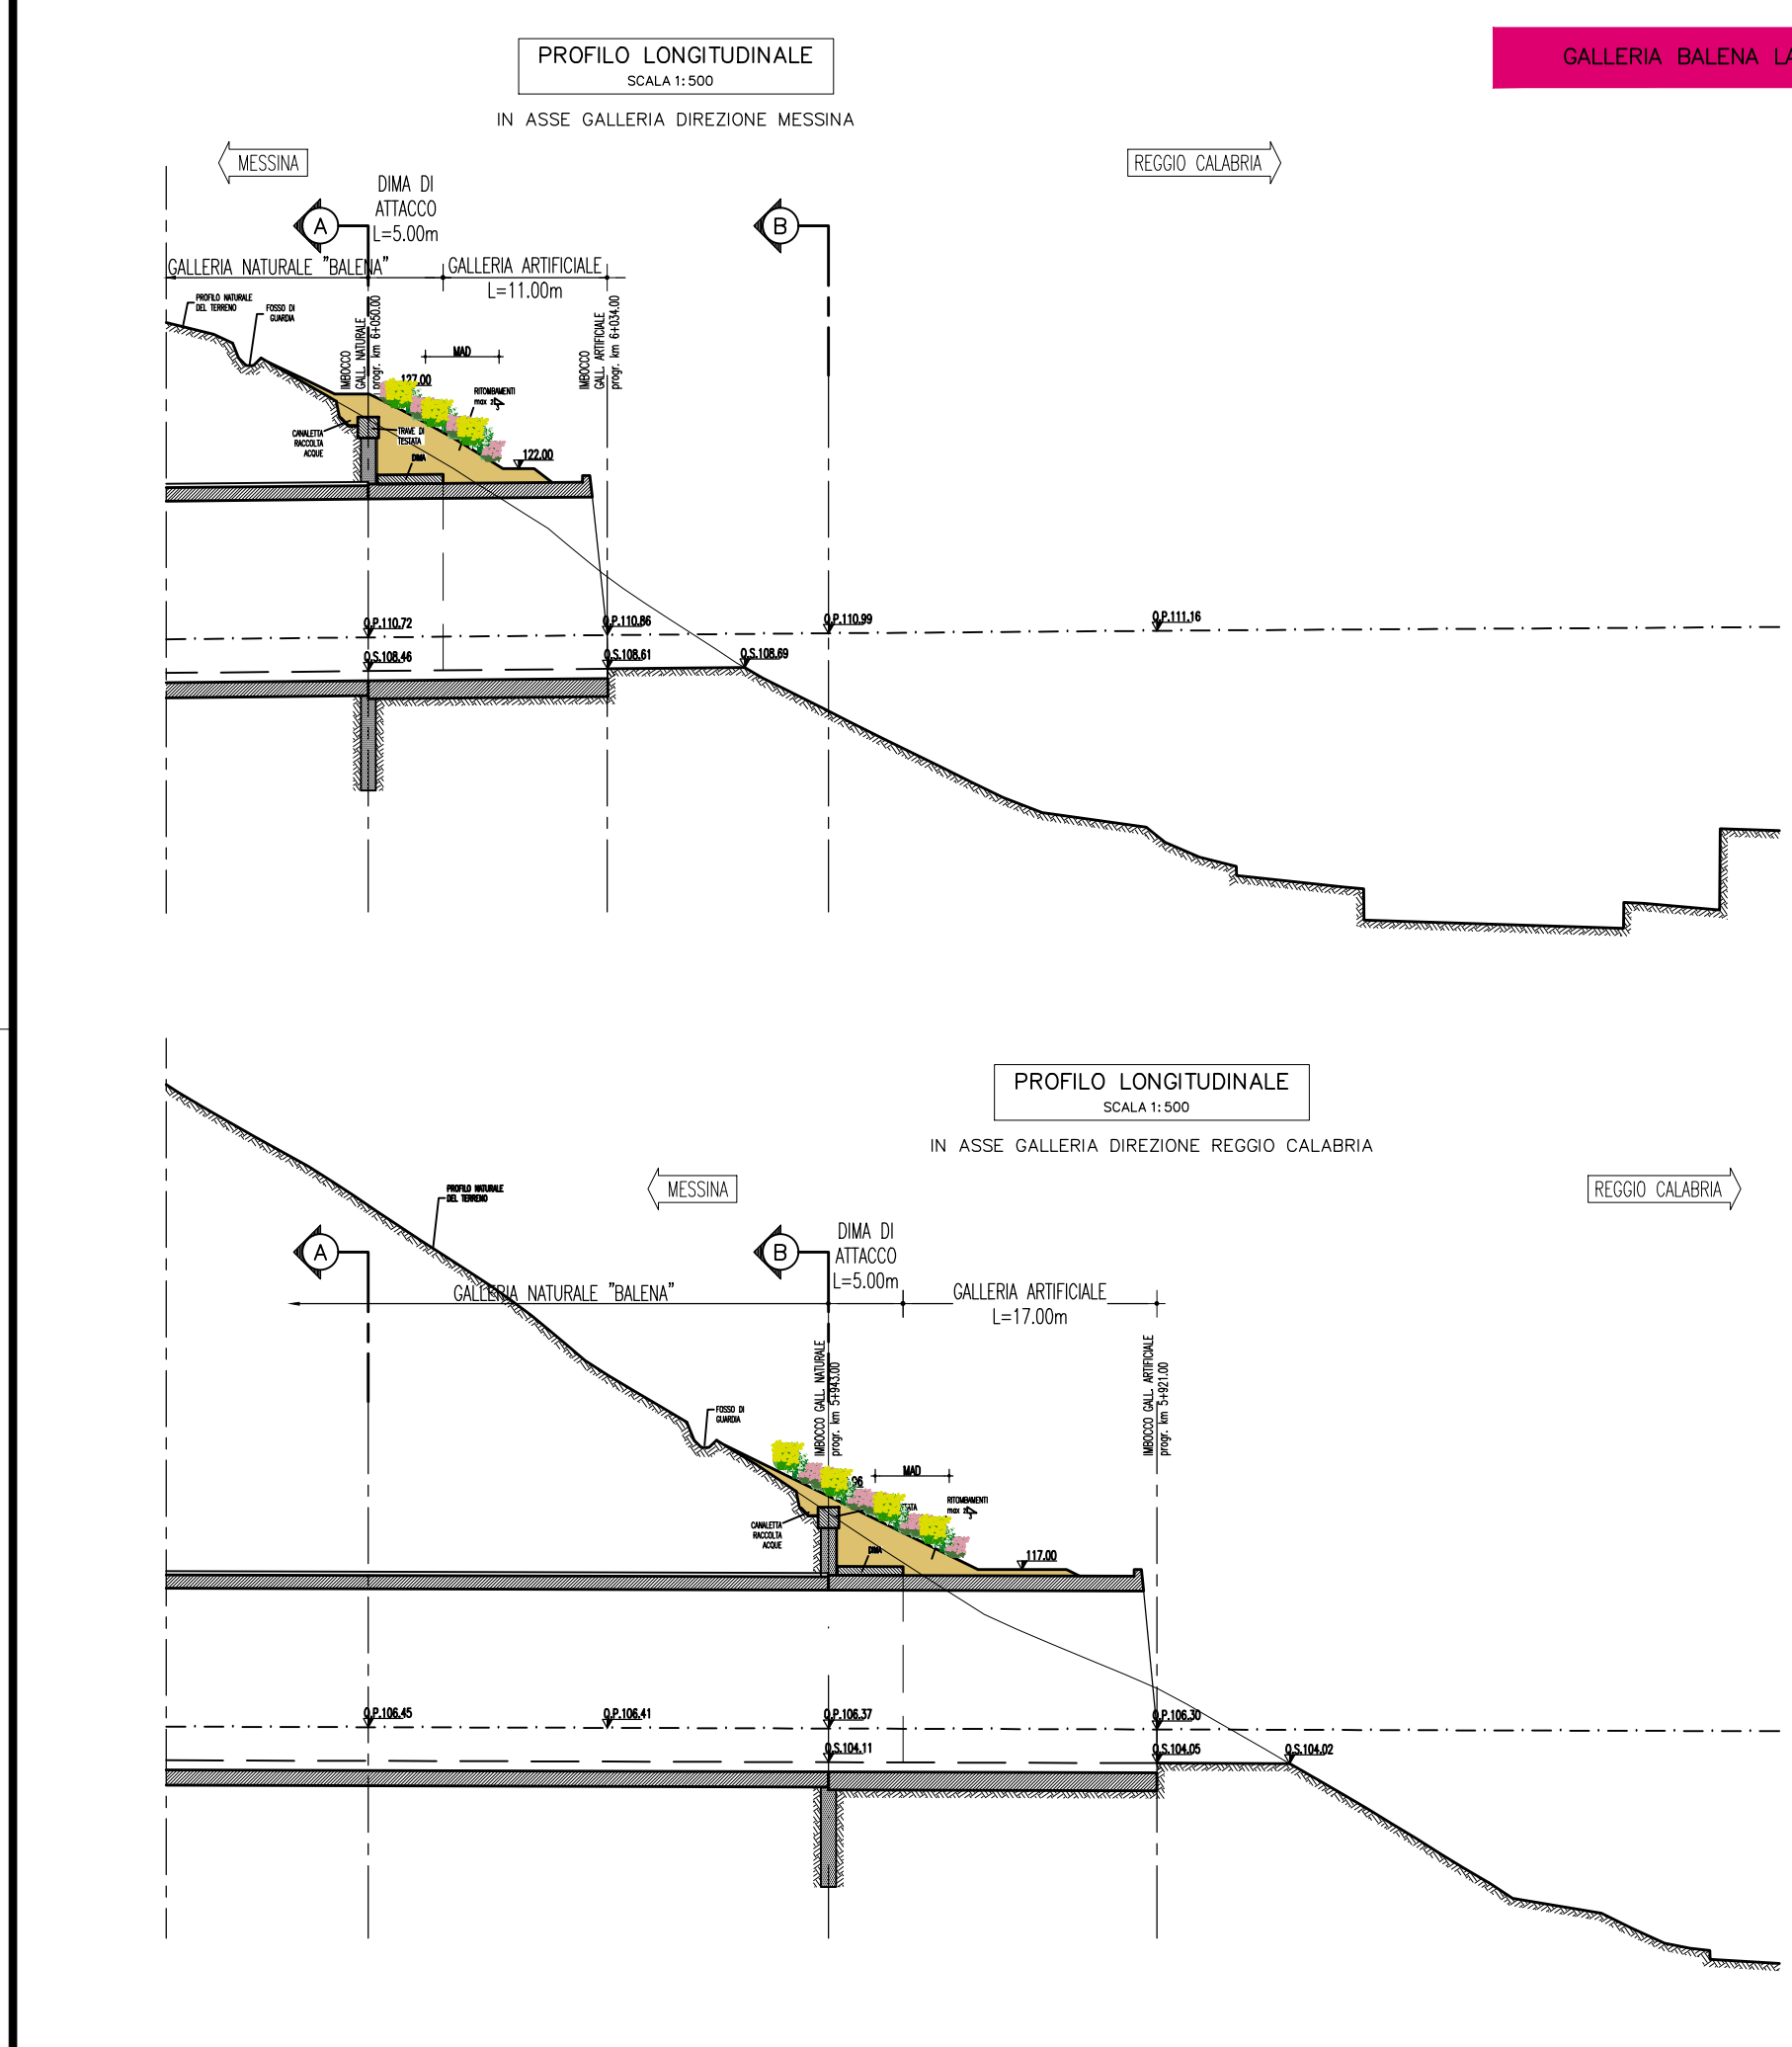 PROFILO LONGITUDINALE
SCALA 1:500
IN ASSE GALLERIA DIREZIONE MESSINA
GALLERIA BALENA
MESSINA
REGGIO CALABRIA
DIMA DI
ATTACCO
L=5.00m
A
B
GALLERIA NATURALE "BALENA"
GALLERIA ARTIFICIALE
L=11.00m
PROFILO NATURALE
DEL TERRENO
FOSSO DI
GUARDIA
IMBOCCO
GALL. NATURALE
progr. km 6+050.00
IMBOCCO
GALL. ARTIFICIALE
progr. km 6+034.00
MAD
127.00
RITOMBAMENTI
max 2
3
CANALETTA
RACCOLTA
ACQUE
TRAVE DI
TESTATA
DIMA
122.00
Q.P.110.72
Q.P.110.86
Q.P.110.99
Q.P.111.16
Q.S.108.46
Q.S.108.61
Q.S.108.69
PROFILO LONGITUDINALE
SCALA 1:500
IN ASSE GALLERIA DIREZIONE REGGIO CALABRIA
MESSINA
REGGIO CALABRIA
PROFILO NATURALE
DEL TERRENO
A
B
DIMA DI
ATTACCO
L=5.00m
GALLERIA NATURALE "BALENA"
GALLERIA ARTIFICIALE
L=17.00m
IMBOCCO GALL. NATURALE
progr. km 5+943.00
IMBOCCO GALL. ARTIFICIALE
progr. km 5+921.00
FOSSO DI
GUARDIA
MAD
96
RITOMBAMENTI
max 2
3
CANALETTA
RACCOLTA
ACQUE
DIMA
117.00
Q.P.106.45
Q.P.106.41
Q.P.106.37
Q.P.106.30
Q.S.104.11
Q.S.104.05
Q.S.104.02